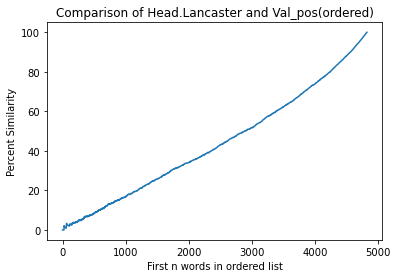 Comparison of Head.Lancaster and Val_pos(ordered)
100
80
60
40
20
0
Percent Similarity
0 1000 2000 3000 4000 5000
First n words in ordered list